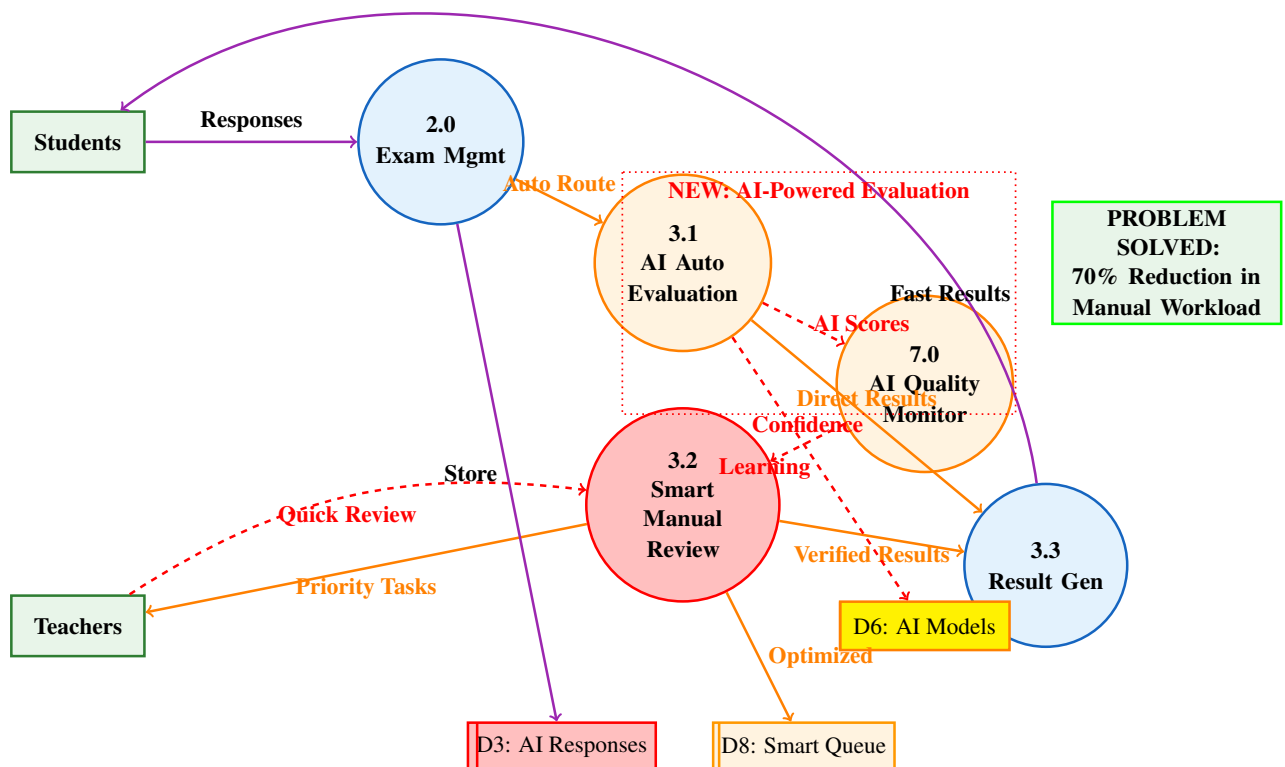 Students
Responses
2.0
Exam Mgmt
Auto Route
NEW: AI-Powered Evaluation
3.1
AI Auto
Evaluation
PROBLEM
SOLVED:
70% Reduction in
Manual Workload
Fast Results
AI Scores
7.0
AI Quality
Monitor
Direct Results
Confidence
Learning
3.2
Smart
Manual
Review
Store
Quick Review
Priority Tasks
Verified Results
3.3
Result Gen
Teachers
D6: AI Models
Optimized
D3: AI Responses
D8: Smart Queue